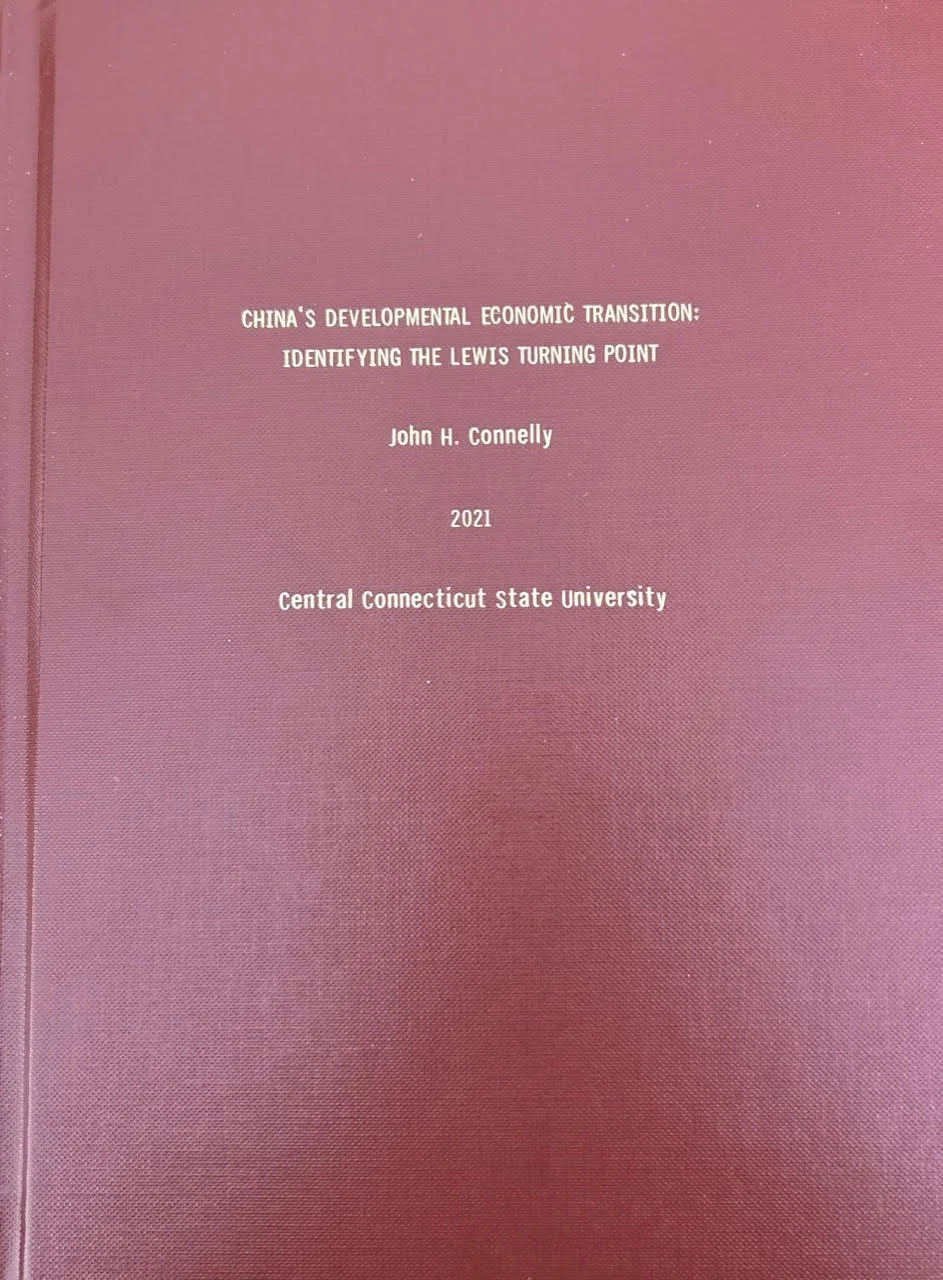 CHINA'S DEVELOPMENTAL ECONOMIC TRANSITION:
IDENTIFYING THE LEWIS TURNING POINT
John H. Connelly
2021
Central Connecticut State University